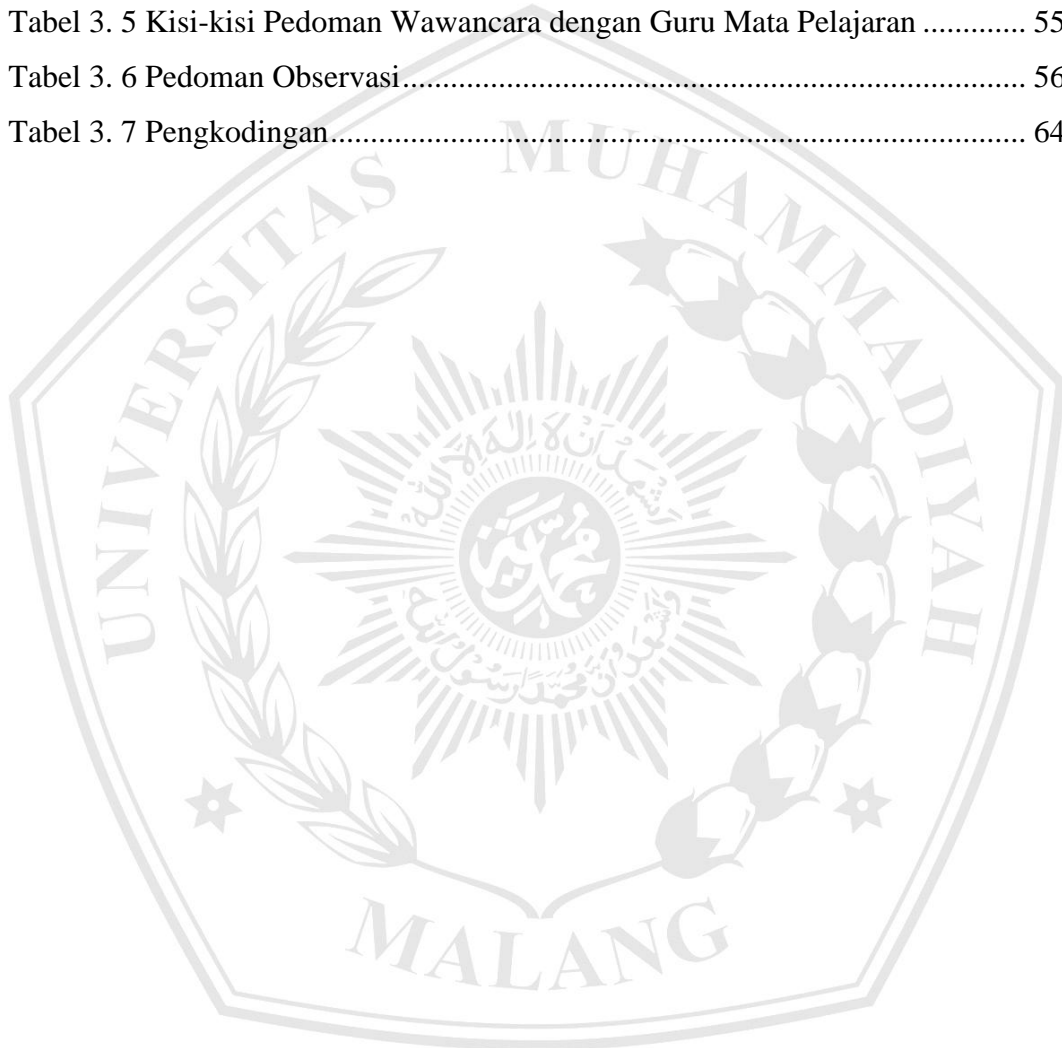 Tabel 3. 5 Kisi-kisi Pedoman Wawancara dengan Guru Mata Pelajaran ............. 55
Tabel 3. 6 Pedoman Observasi.............................................................................. 56
Tabel 3. 7 Pengkodingan....................................................................................... 64
UNIVERSITAS MUHAMMADIYAH
MALANG